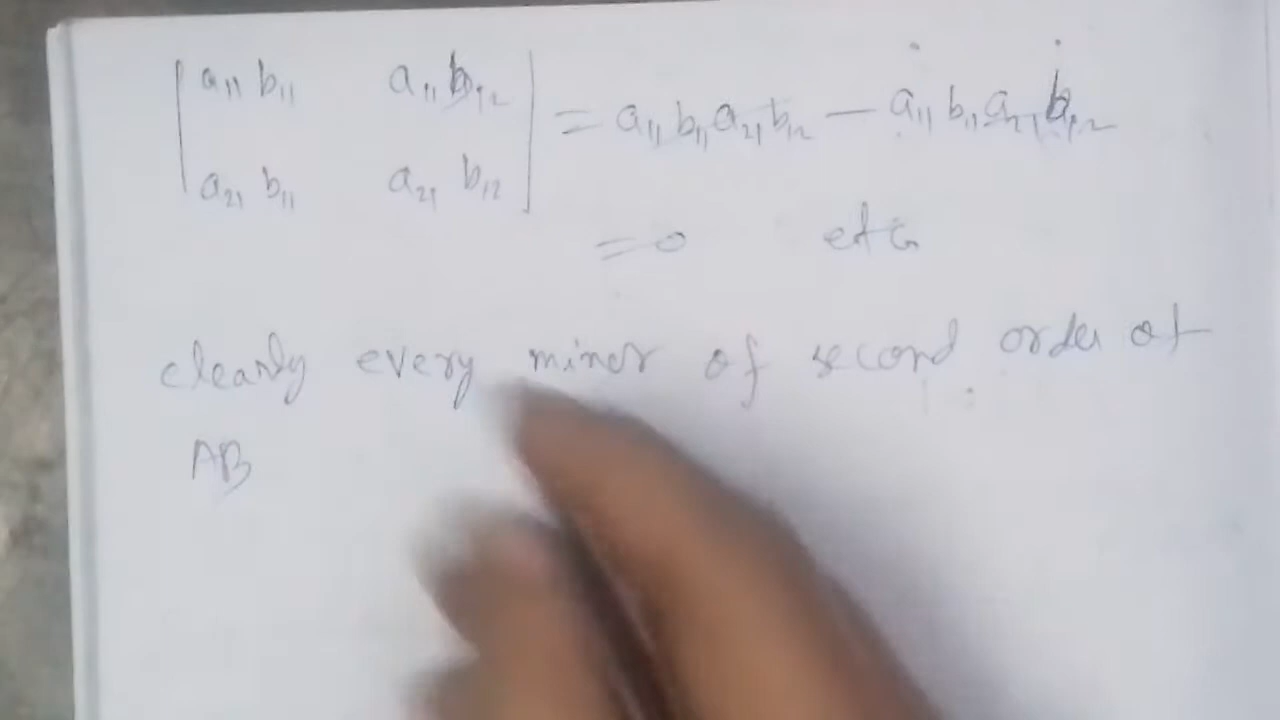 | a₁₁ b₁₁ a₁₁ b₁₂ | = a₁₁ b₁₁ a₂₁ b₁₂ — a₁₁ b₁₁ a₂₁ b₁₂
| a₂₁ b₁₁ a₂₁ b₁₂ |
= 0 etc
clearly every minor of second order of
AB